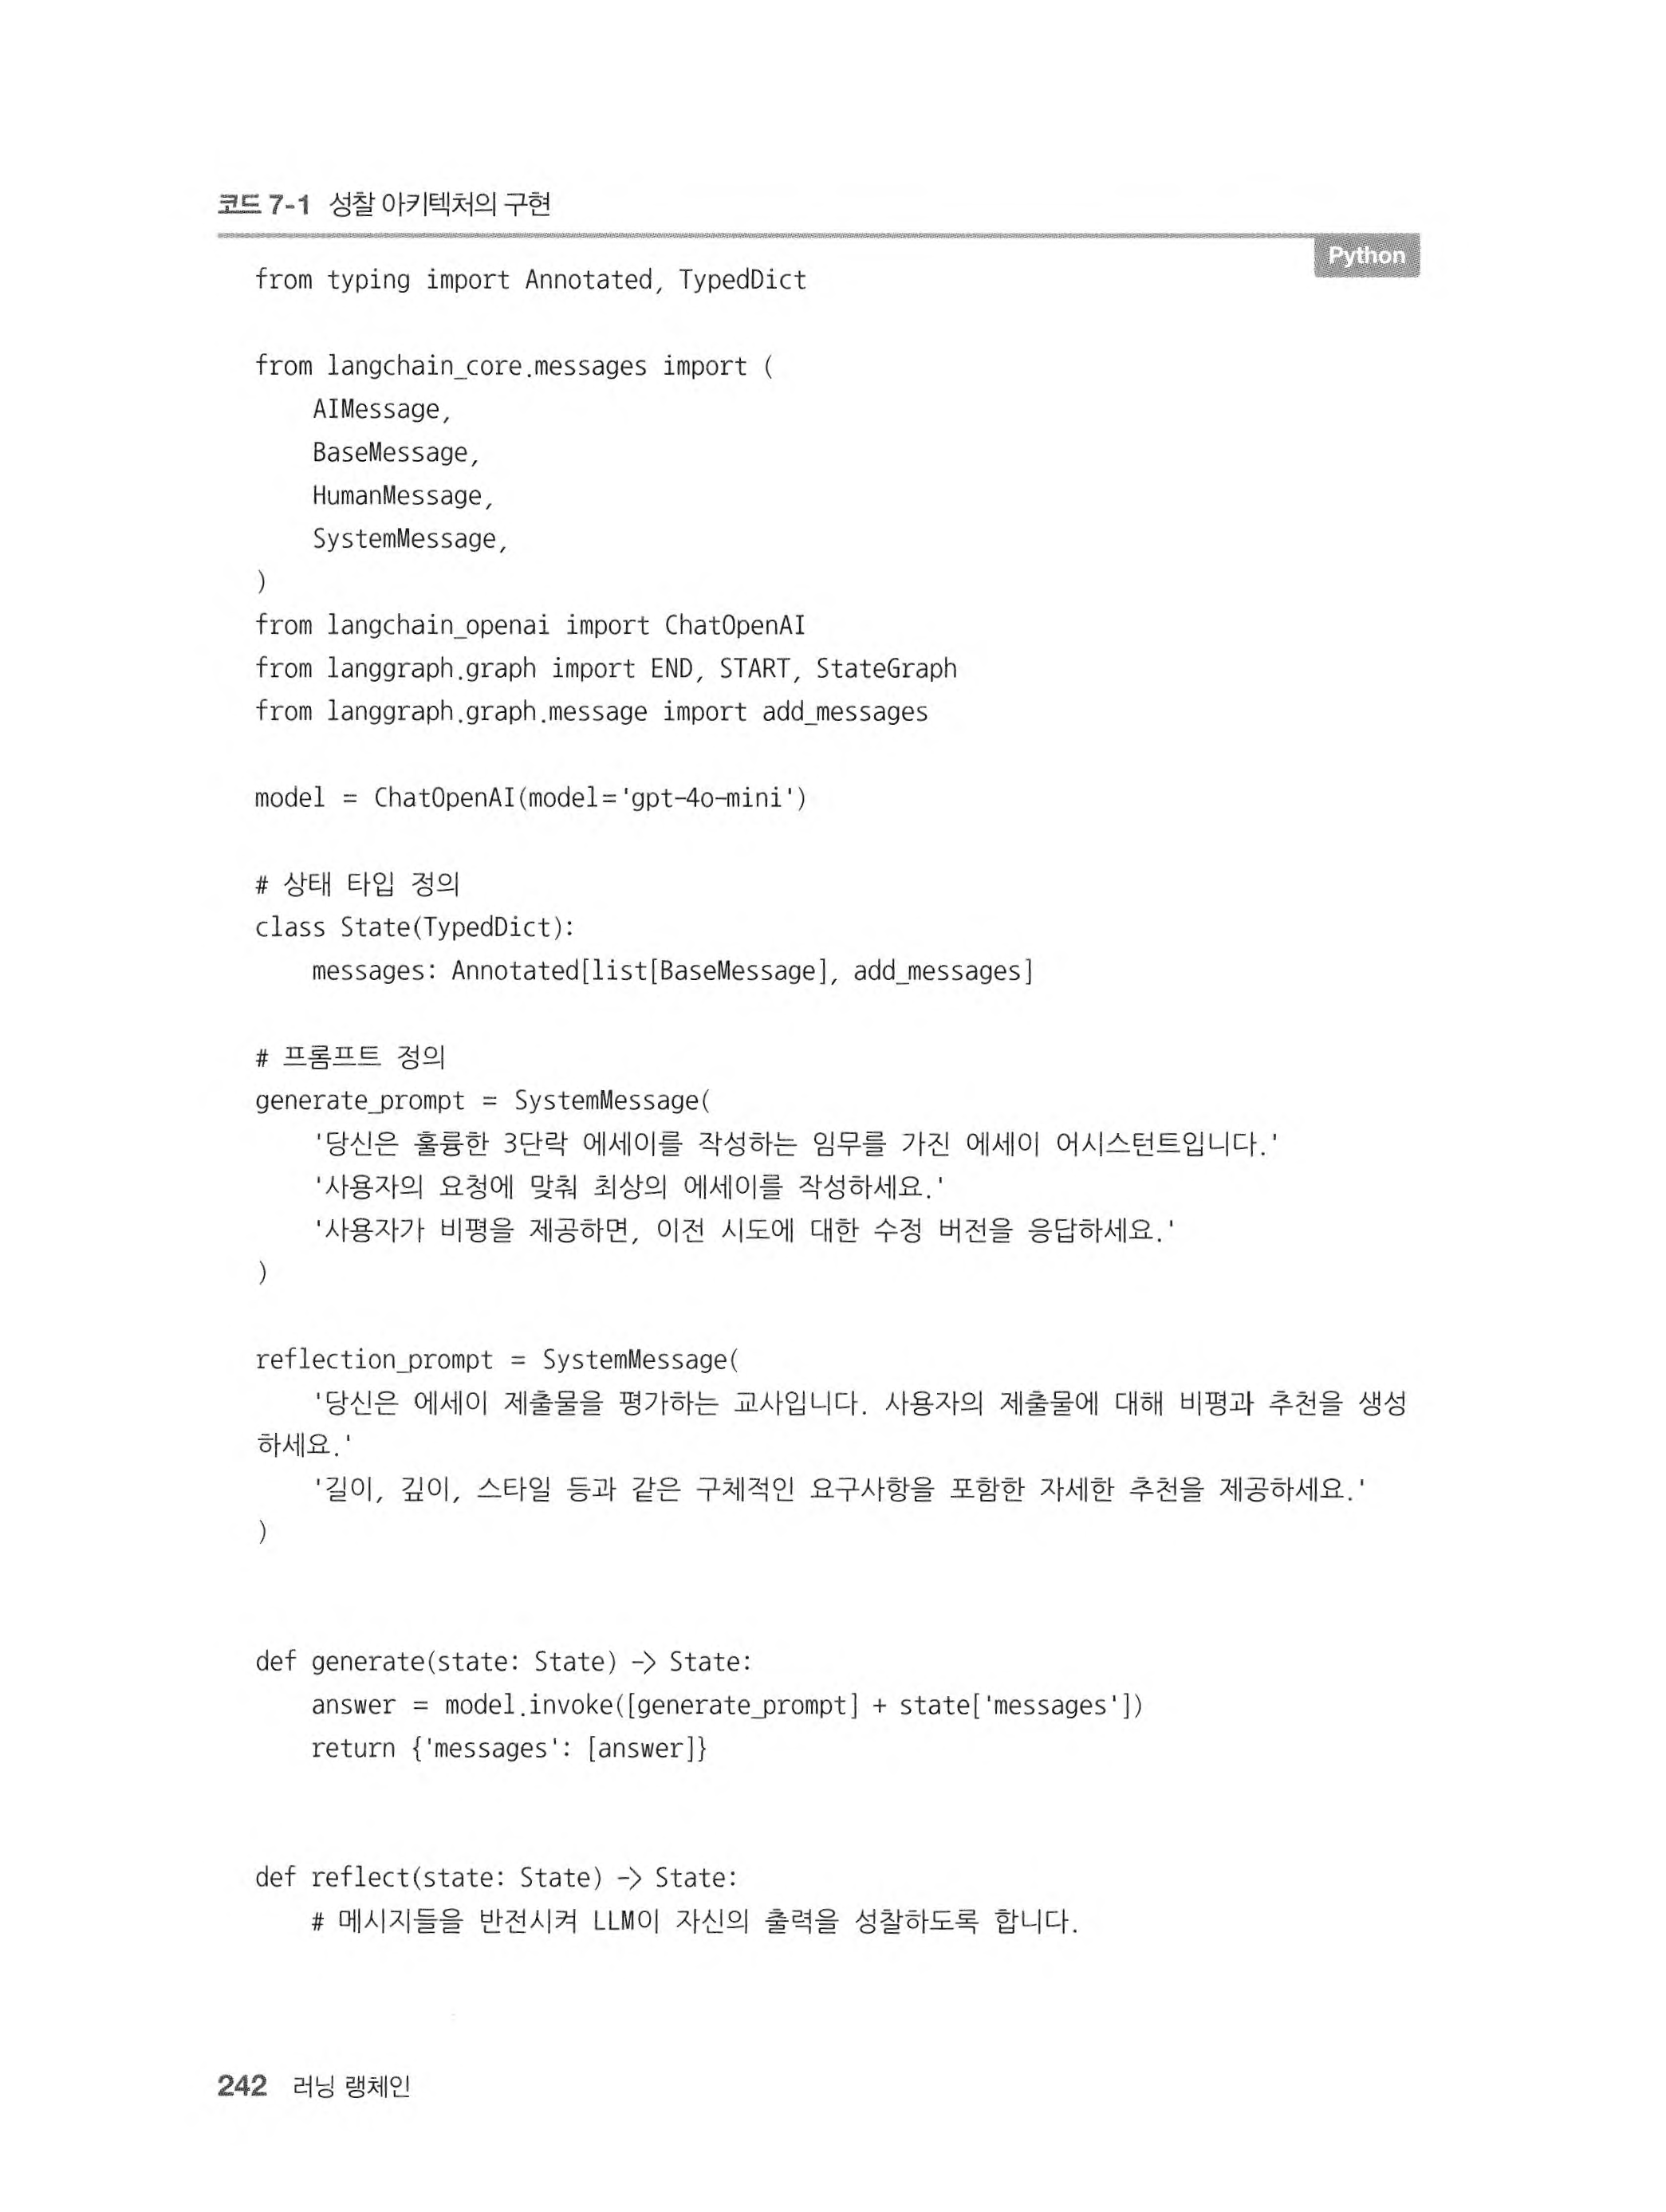 코드 7-1 성찰 아키텍처의 구현
Python
from typing import Annotated, TypedDict
from langchain_core.messages import (
    AIMessage,
    BaseMessage,
    HumanMessage,
    SystemMessage,
)
from langchain_openai import ChatOpenAI
from langgraph.graph import END, START, StateGraph
from langgraph.graph.message import add_messages
model = ChatOpenAI(model='gpt-4o-mini')
# 상태 타입 정의
class State(TypedDict):
    messages: Annotated[list[BaseMessage], add_messages]
# 프롬프트 정의
generate_prompt = SystemMessage(
    '당신은 훌륭한 3단락 에세이를 작성하는 임무를 가진 에세이 어시스턴트입니다.'
    '사용자의 요청에 맞춰 최상의 에세이를 작성하세요.'
    '사용자가 비평을 제공하면, 이전 시도에 대한 수정 버전을 응답하세요.'
)
reflection_prompt = SystemMessage(
    '당신은 에세이 제출물을 평가하는 교사입니다. 사용자의 제출물에 대해 비평과 추천을 생성
하세요.'
    '길이, 깊이, 스타일 등과 같은 구체적인 요구사항을 포함한 자세한 추천을 제공하세요.'
)
def generate(state: State) -> State:
    answer = model.invoke([generate_prompt] + state['messages'])
    return {'messages': [answer]}
def reflect(state: State) -> State:
    # 메시지들을 반전시켜 LLM이 자신의 출력을 성찰하도록 합니다.
242 러닝 랭체인